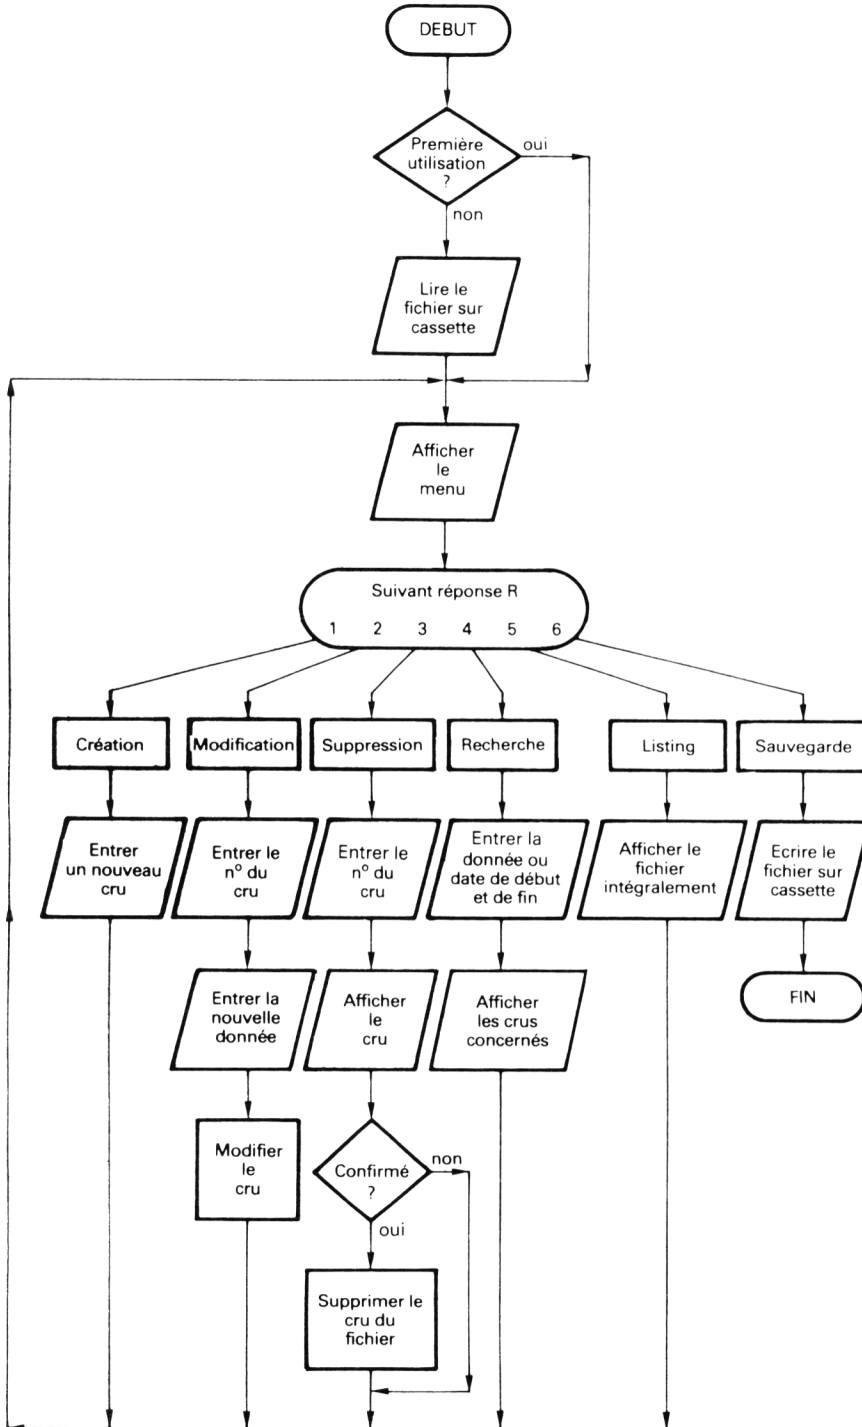 DEBUT
Première
utilisation
?
oui
non
Lire le
fichier sur
cassette
Afficher
le
menu
Suivant réponse R
1 2 3 4 5 6
Création
Modification
Suppression
Recherche
Listing
Sauvegarde
Entrer
un nouveau
cru
Entrer le
nº du
cru
Entrer le
nº du
cru
Entrer la
donnée ou
date de début
et de fin
Afficher le
fichier
intégralement
Ecrire le
fichier sur
cassette
Entrer la
nouvelle
donnée
Afficher
le
cru
Afficher
les crus
concernés
FIN
Modifier
le
cru
Confirmé
?
non
oui
Supprimer le
cru du
fichier